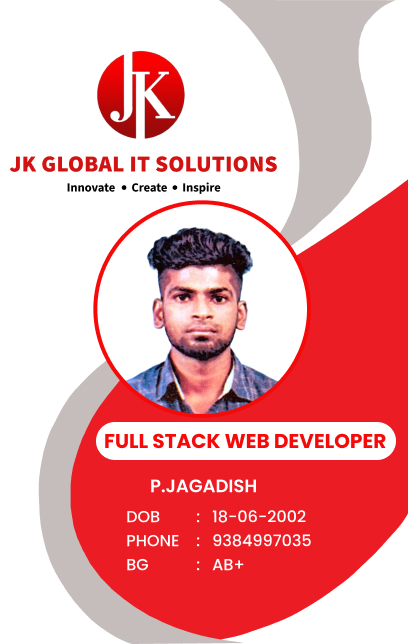 JK
JK GLOBAL IT SOLUTIONS
Innovate • Create • Inspire
FULL STACK WEB DEVELOPER
P.JAGADISH
DOB : 18-06-2002
PHONE : 9384997035
BG : AB+